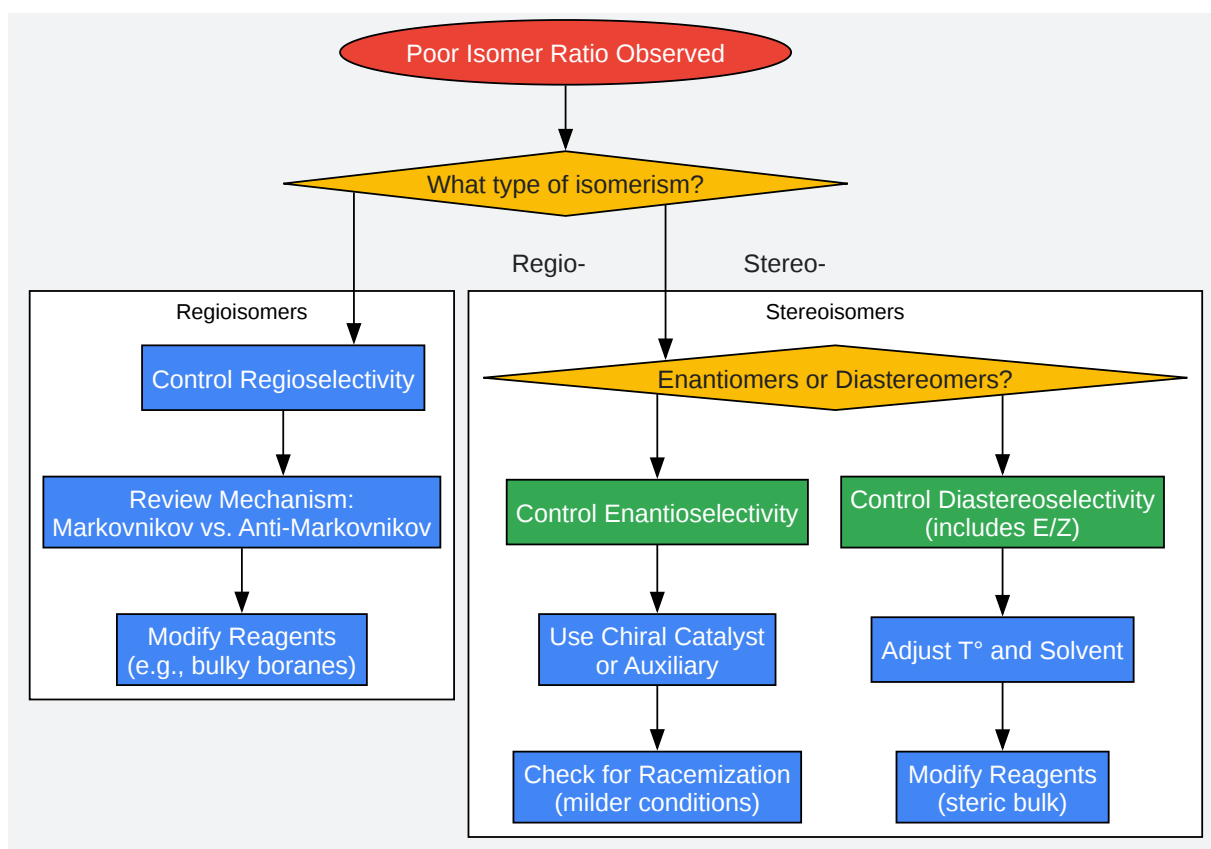 Poor Isomer Ratio Observed
What type of isomerism?
Regio-
Stereo-
Regioisomers
Control Regioselectivity
Review Mechanism:
Markovnikov vs. Anti-Markovnikov
Modify Reagents
(e.g., bulky boranes)
Stereoisomers
Enantiomers or Diastereomers?
Control Enantioselectivity
Use Chiral Catalyst
or Auxiliary
Check for Racemization
(milder conditions)
Control Diastereoselectivity
(includes E/Z)
Adjust T° and Solvent
Modify Reagents
(steric bulk)